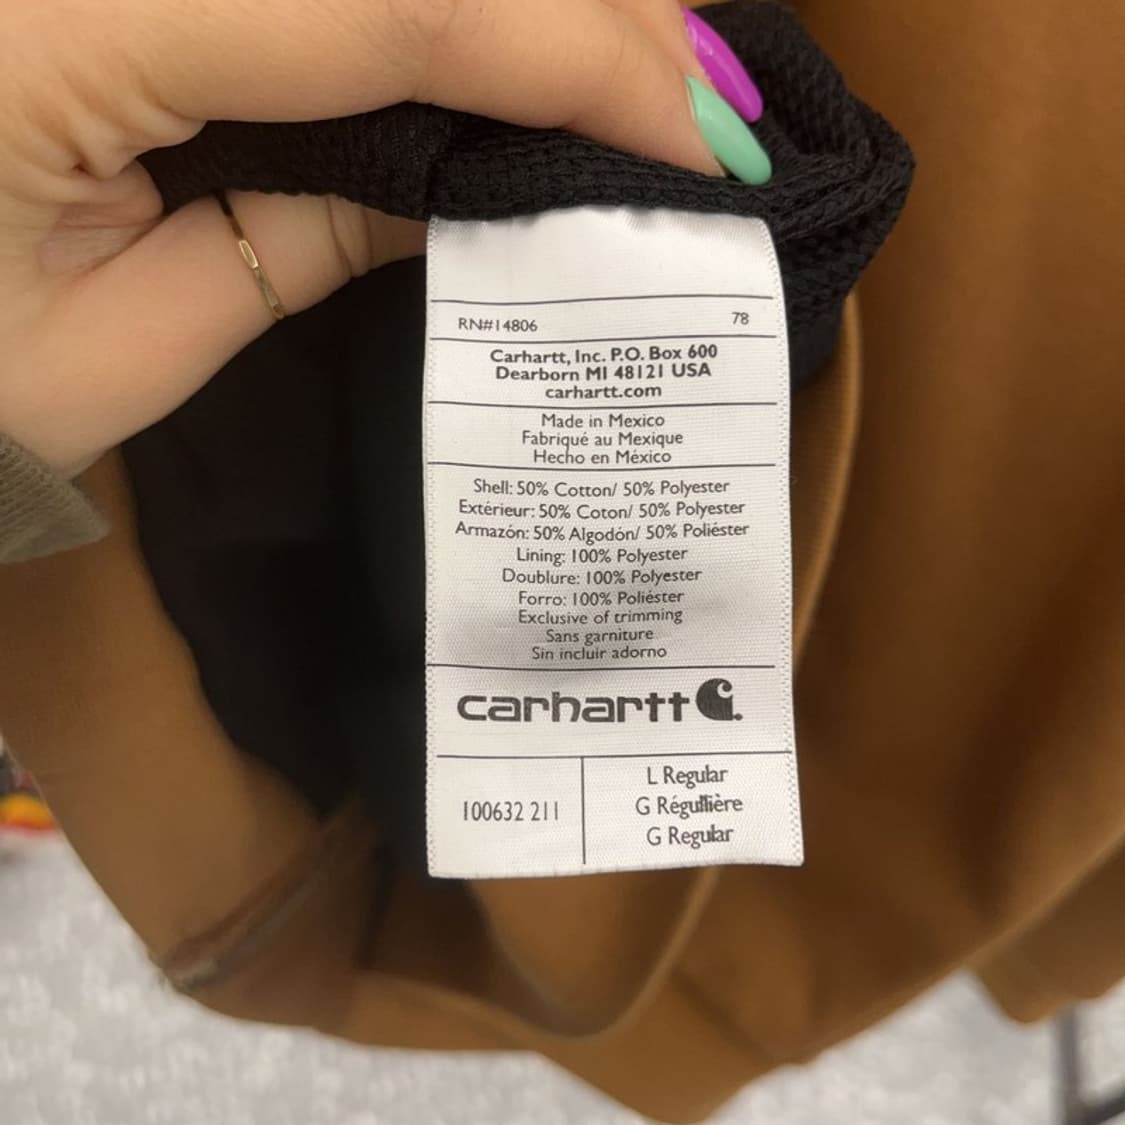 RN#14806 78
Carhartt, Inc. P.O. Box 600
Dearborn MI 48121 USA
carhartt.com
Made in Mexico
Fabriqué au Mexique
Hecho en México
Shell: 50% Cotton/ 50% Polyester
Extérieur: 50% Coton/ 50% Polyester
Armazón: 50% Algodón/ 50% Poliéster
Lining: 100% Polyester
Doublure: 100% Polyester
Forro: 100% Poliéster
Exclusive of trimming
Sans garniture
Sin incluir adorno
carhartt
100632 211
L Regular
G Régulière
G Regular